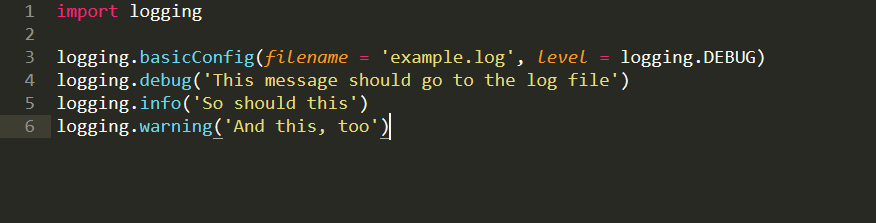 1 import logging
2
3 logging.basicConfig(filename = 'example.log', level = logging.DEBUG)
4 logging.debug('This message should go to the log file')
5 logging.info('So should this')
6 logging.warning('And this, too')